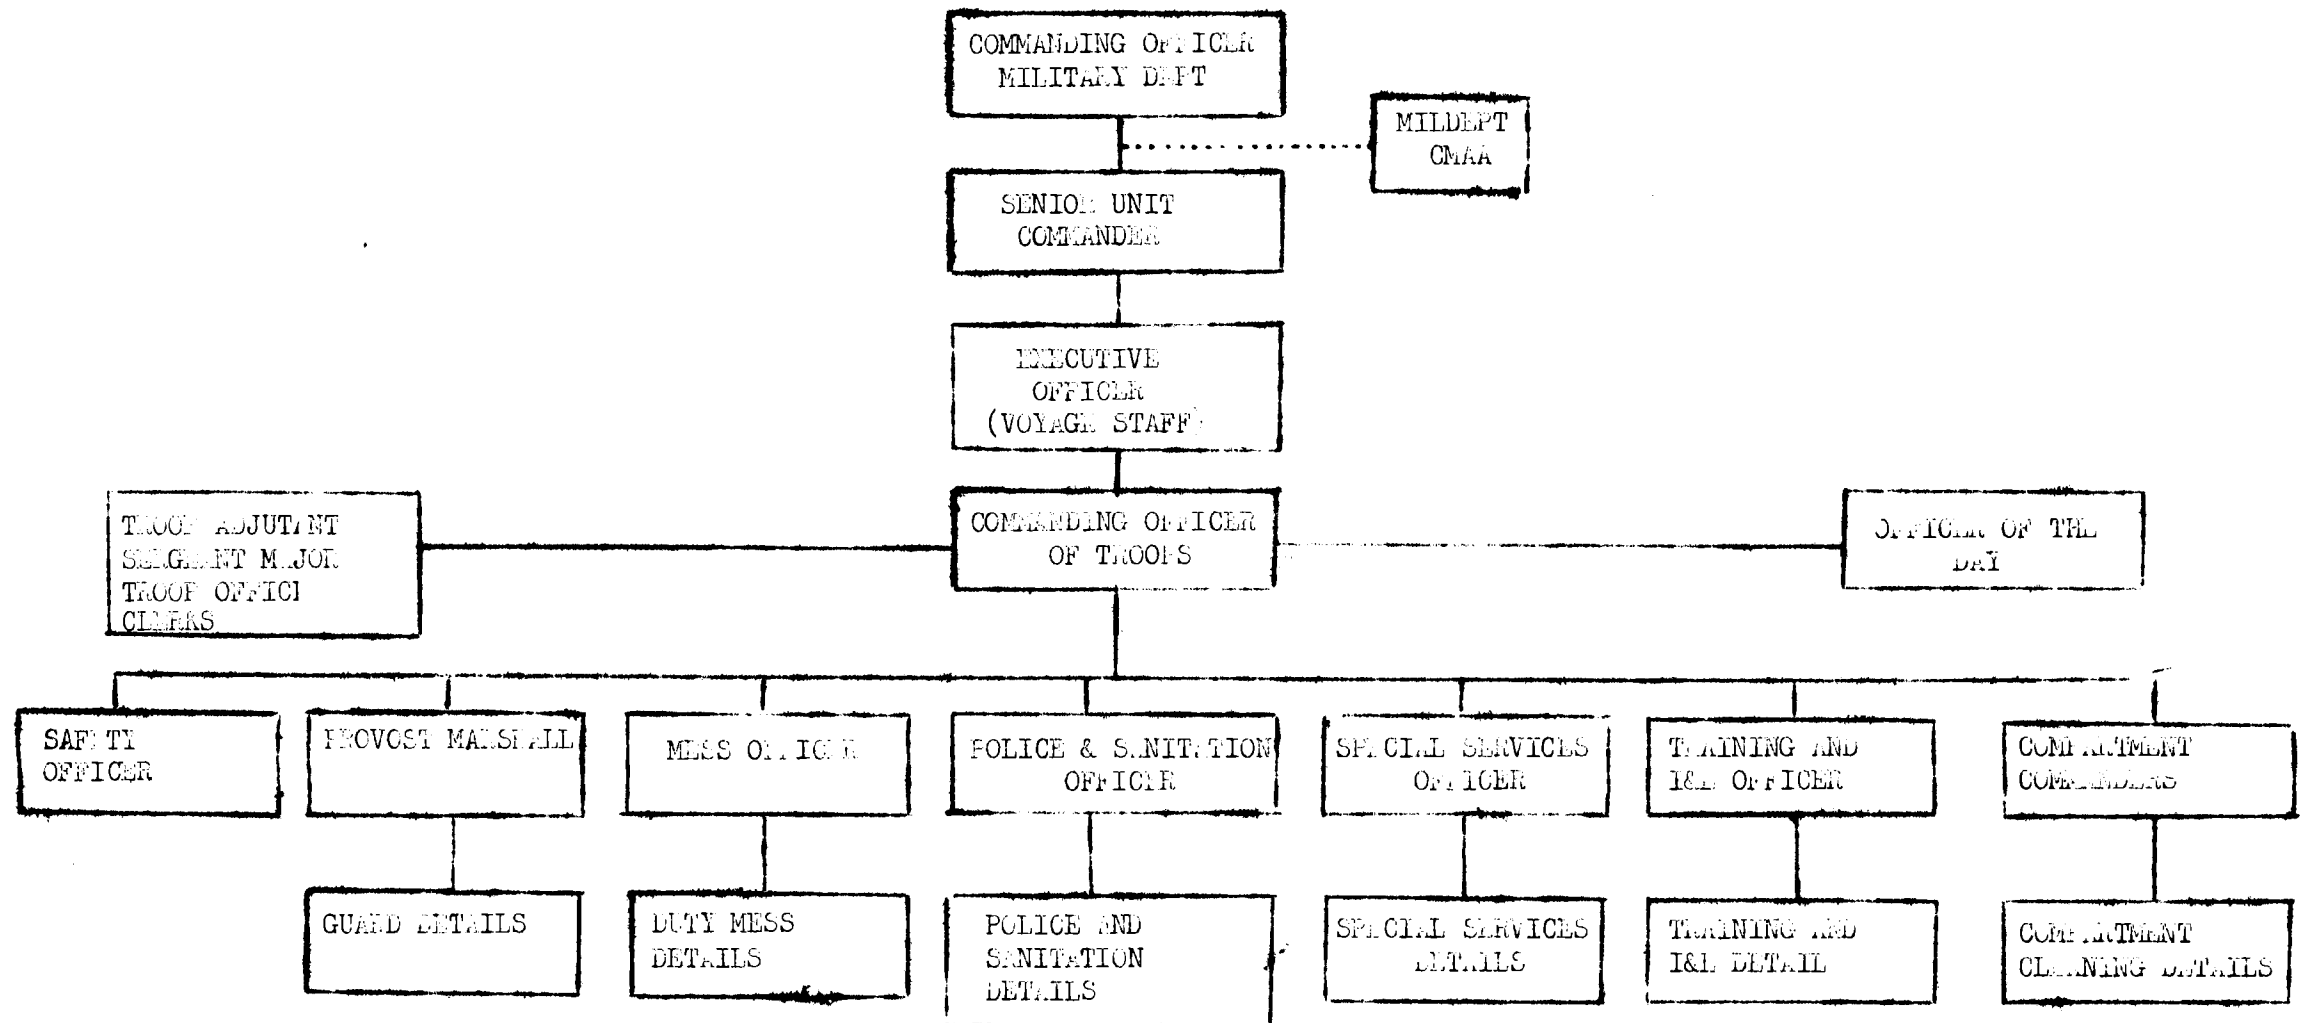 COMMANDING OFFICER
MILITARY DEPT
MILDEPT
CMAA
SENIOR UNIT
COMMANDER
EXECUTIVE
OFFICER
(VOYAGE STAFF)
TROOP ADJUTANT
SERGEANT MAJOR
TROOP OFFICE
CLERKS
COMMANDING OFFICER
OF TROOPS
OFFICER OF THE
DAY
SAFETY
OFFICER
PROVOST MARSHALL
MESS OFFICER
POLICE & SANITATION
OFFICER
SPECIAL SERVICES
OFFICER
TRAINING AND
I&E OFFICER
COMPARTMENT
COMMANDERS
GUARD DETAILS
DUTY MESS
DETAILS
POLICE AND
SANITATION
DETAILS
SPECIAL SERVICES
DETAILS
TRAINING AND
I&E DETAIL
COMPARTMENT
CLEANING DETAILS